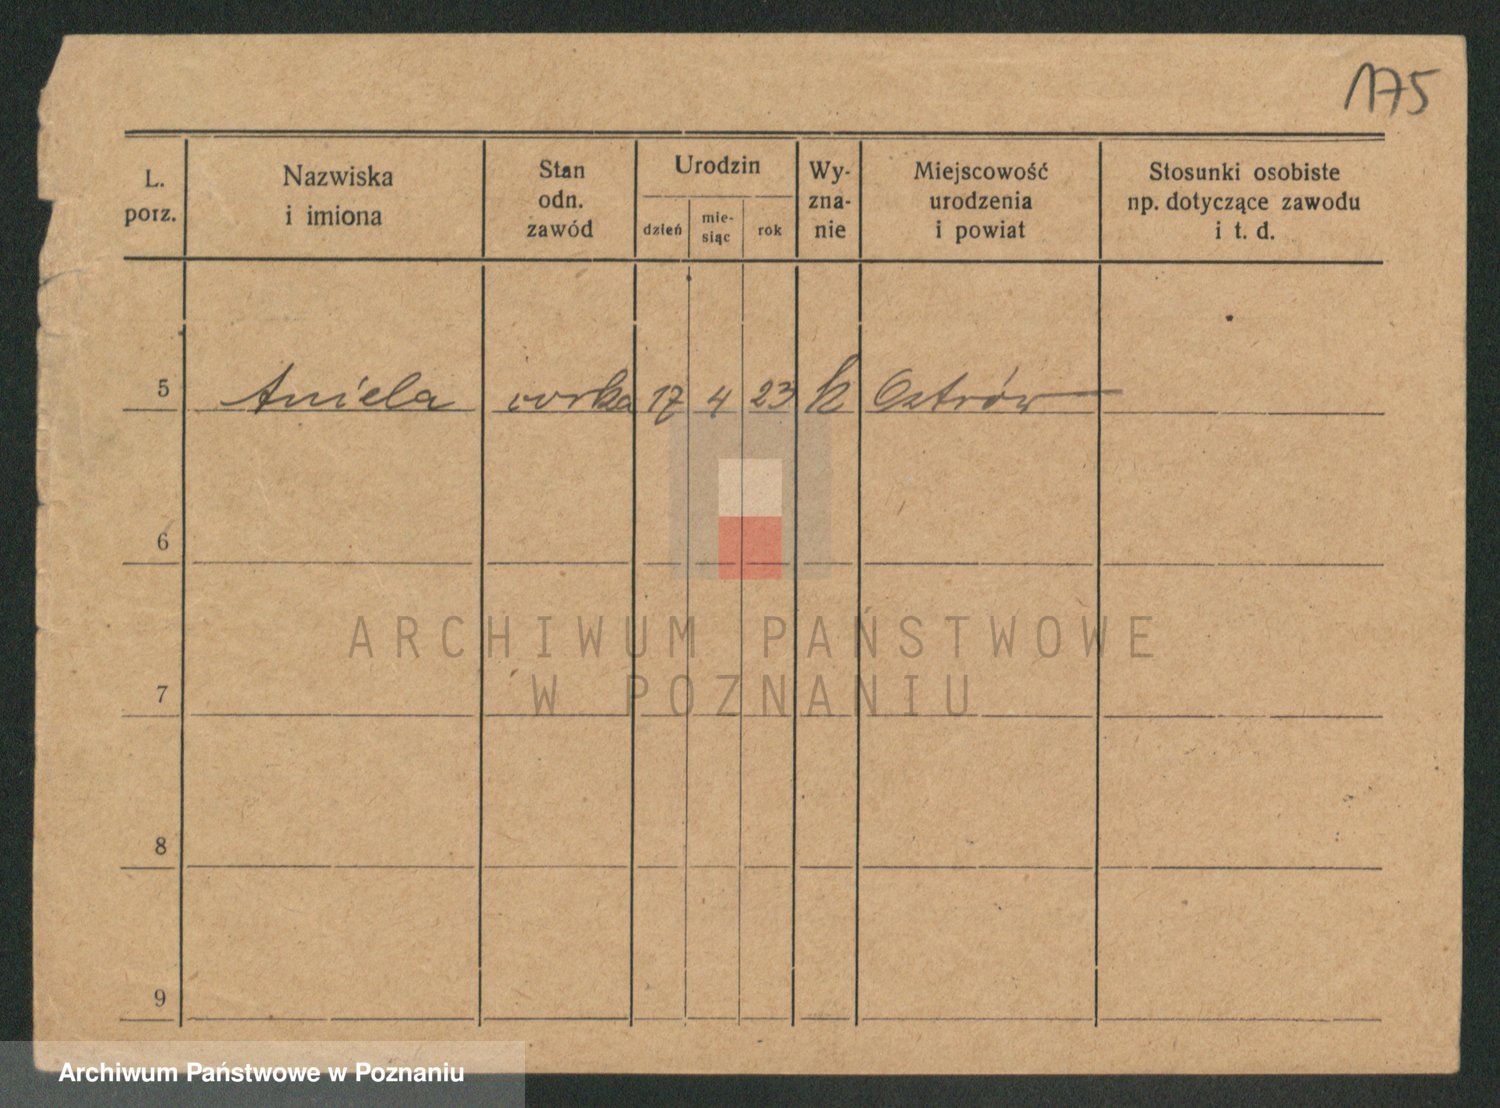 175
L. porz.
Nazwiska i imiona
Stan odn. zawód
Urodzin
dzień
mie-
siąc
rok
Wy-
zna-
nie
Miejscowość urodzenia i powiat
Stosunki osobiste np. dotyczące zawodu i t. d.
5 Aniela corka 17 4 23 k Ostrów
6
7
8
9
ARCHIWUM PAŃSTWOWE
W POZNANIU
Archiwum Państwowe w Poznaniu